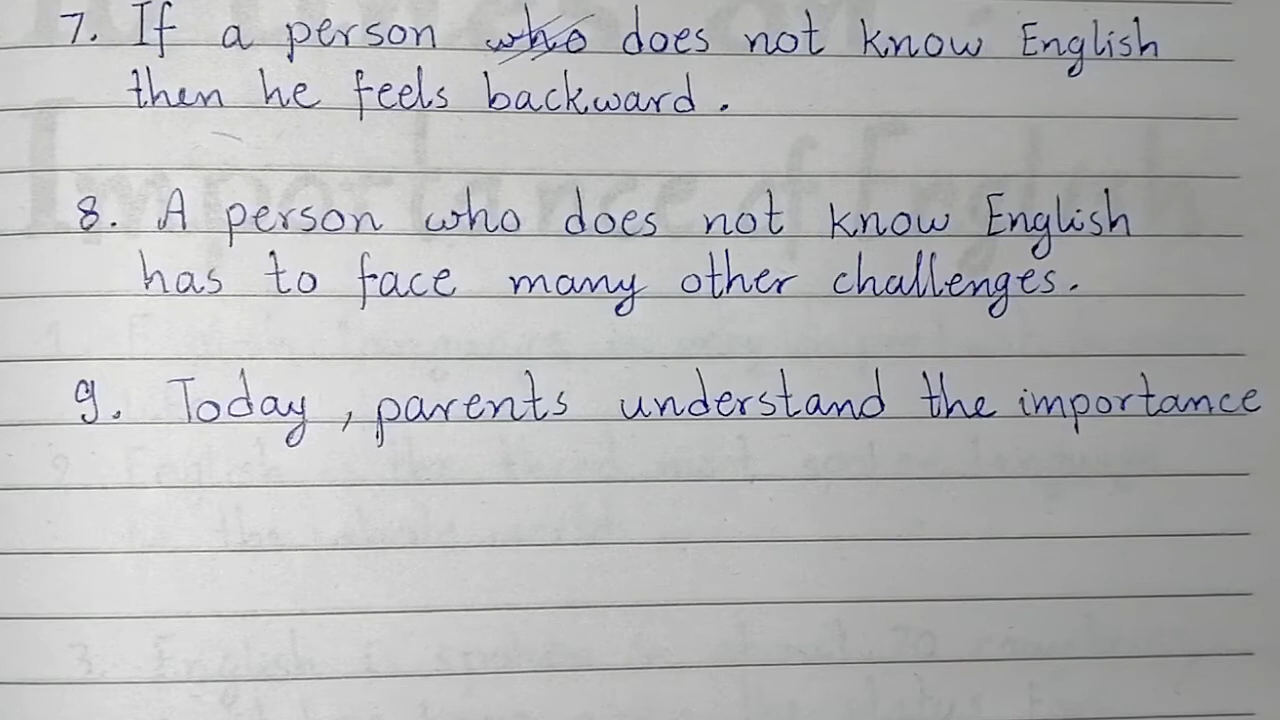 7. If a person who does not know English
then he feels backward.
8. A person who does not know English
has to face many other challenges.
9. Today, parents understand the importance